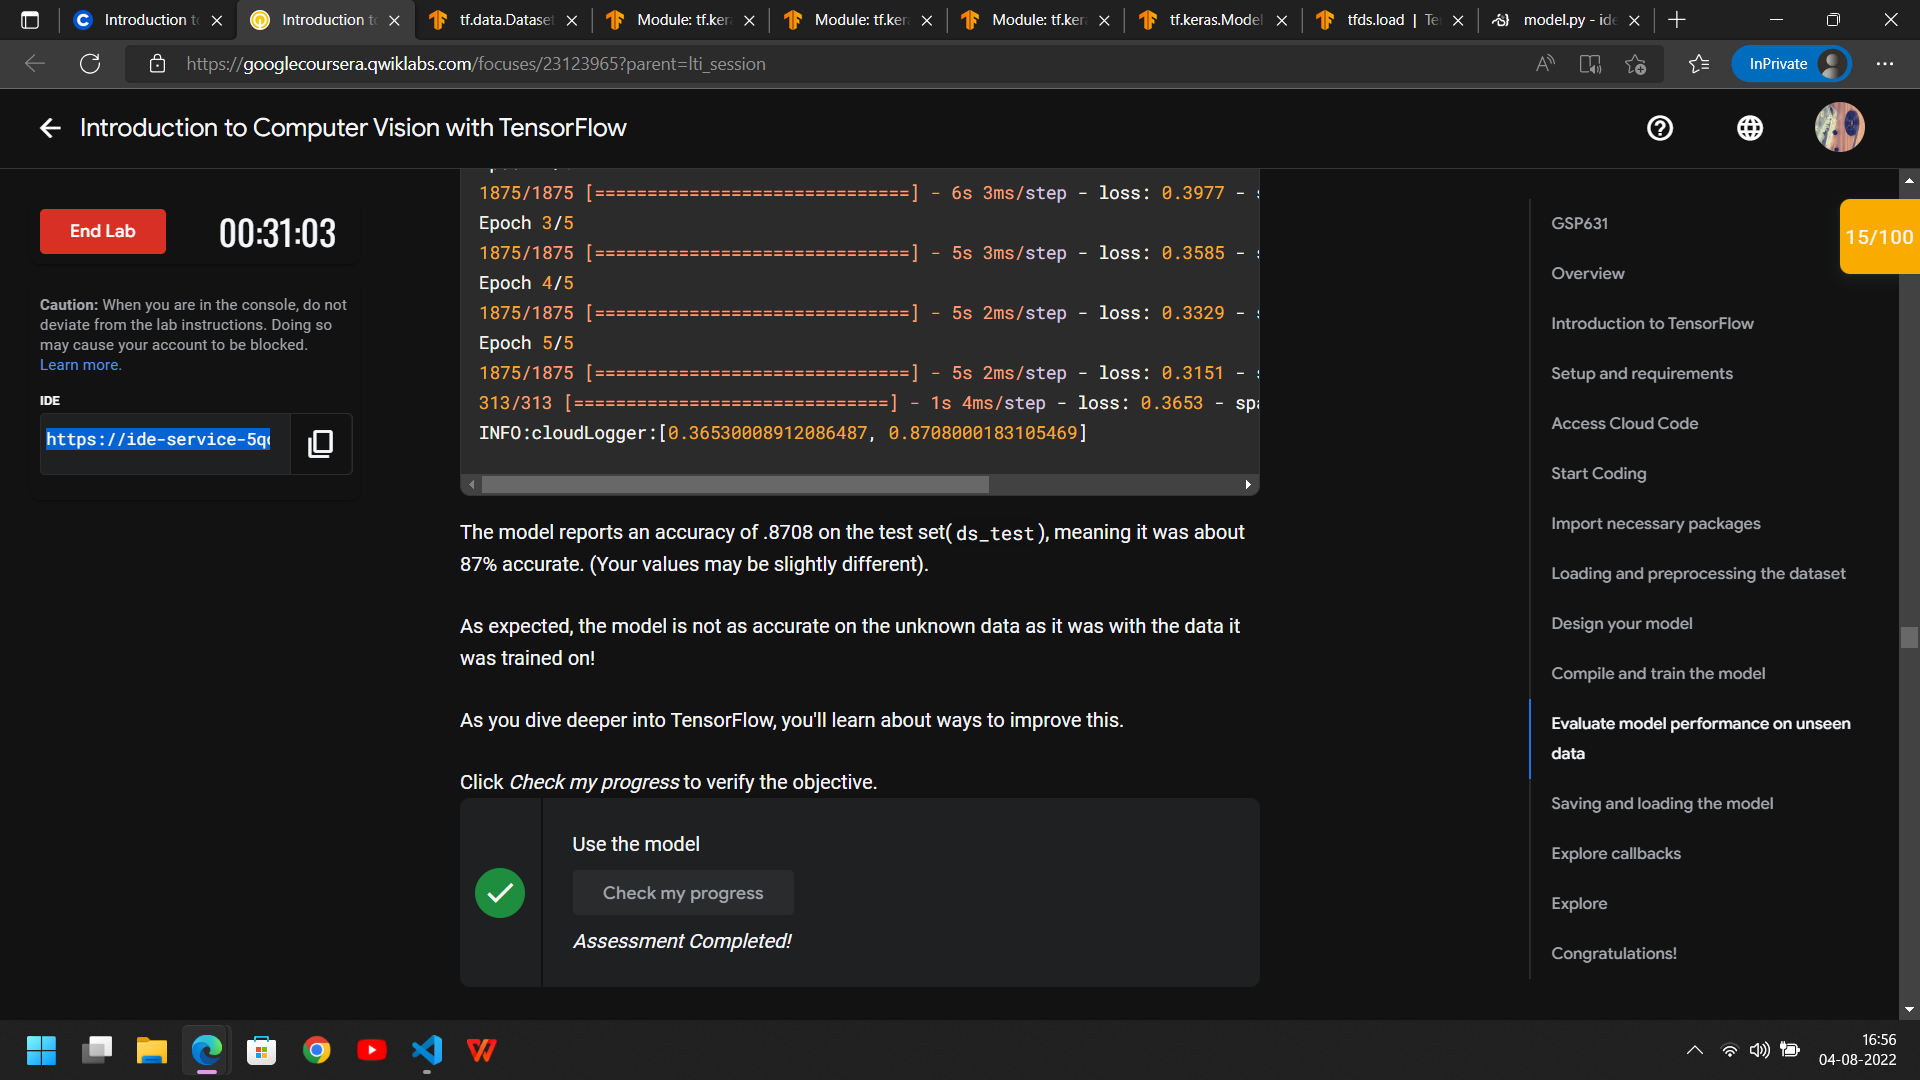 Introduction to
Introduction to
tf.data.Dataset
Module: tf.kera
Module: tf.kera
Module: tf.kera
tf.keras.Model
tfds.load | Te
model.py - ide
https://googlecoursera.qwiklabs.com/focuses/23123965?parent=lti_session
InPrivate
Introduction to Computer Vision with TensorFlow
End Lab
00:31:03
Caution: When you are in the console, do not
deviate from the lab instructions. Doing so
may cause your account to be blocked.
Learn more.
IDE
https://ide-service-5q
1875/1875 [==============================] - 6s 3ms/step - loss: 0.3977 - s
Epoch 3/5
1875/1875 [==============================] - 5s 3ms/step - loss: 0.3585 - s
Epoch 4/5
1875/1875 [==============================] - 5s 2ms/step - loss: 0.3329 - s
Epoch 5/5
1875/1875 [==============================] - 5s 2ms/step - loss: 0.3151 - s
313/313 [==============================] - 1s 4ms/step - loss: 0.3653 - spa
INFO:cloudLogger:[0.36530008912086487, 0.8708000183105469]
The model reports an accuracy of .8708 on the test set(ds_test), meaning it was about
87% accurate. (Your values may be slightly different).
As expected, the model is not as accurate on the unknown data as it was with the data it
was trained on!
As you dive deeper into TensorFlow, you'll learn about ways to improve this.
Click Check my progress to verify the objective.
Use the model
Check my progress
Assessment Completed!
GSP631
Overview
Introduction to TensorFlow
Setup and requirements
Access Cloud Code
Start Coding
Import necessary packages
Loading and preprocessing the dataset
Design your model
Compile and train the model
Evaluate model performance on unseen
data
Saving and loading the model
Explore callbacks
Explore
Congratulations!
15/100
16:56
04-08-2022